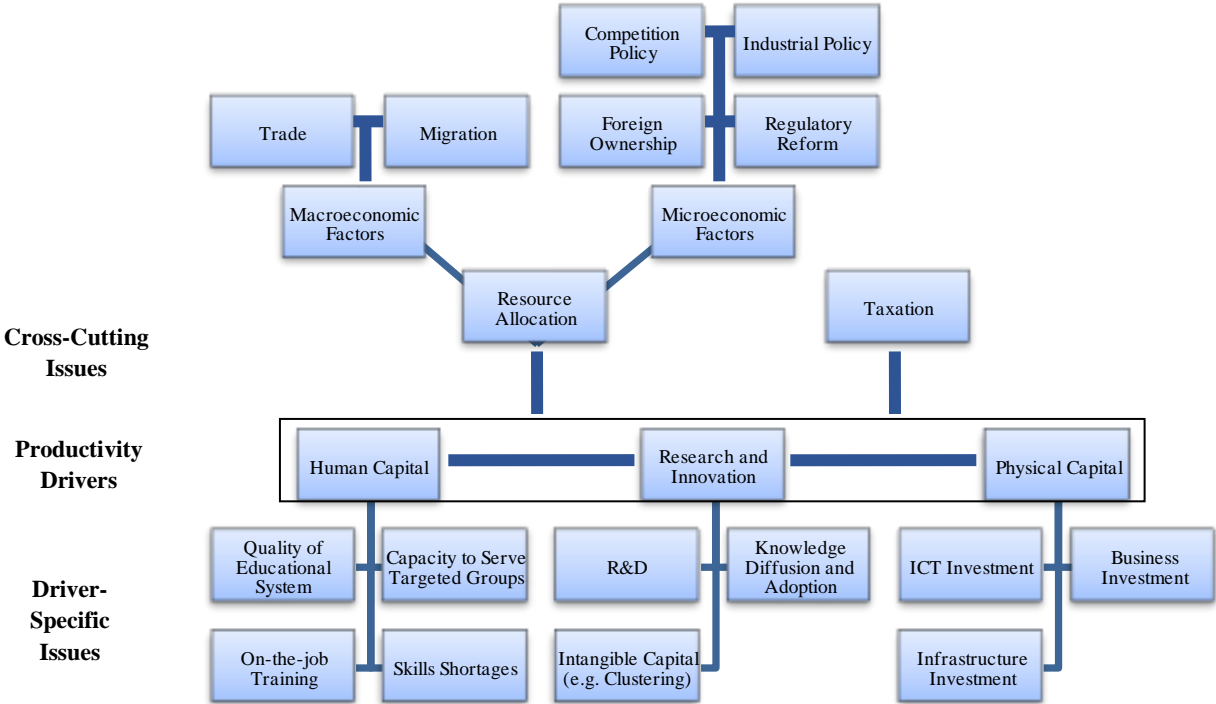 Competition
Policy
Industrial Policy
Trade
Migration
Foreign
Ownership
Regulatory
Reform
Macroeconomic
Factors
Microeconomic
Factors
Resource
Allocation
Taxation
Cross-Cutting
Issues
Productivity
Drivers
Human Capital
Research and
Innovation
Physical Capital
Driver-
Specific
Issues
Quality of
Educational
System
Capacity to Serve
Targeted Groups
R&D
Knowledge
Diffusion and
Adoption
ICT Investment
Business
Investment
On-the-job
Training
Skills Shortages
Intangible Capital
(e.g. Clustering)
Infrastructure
Investment